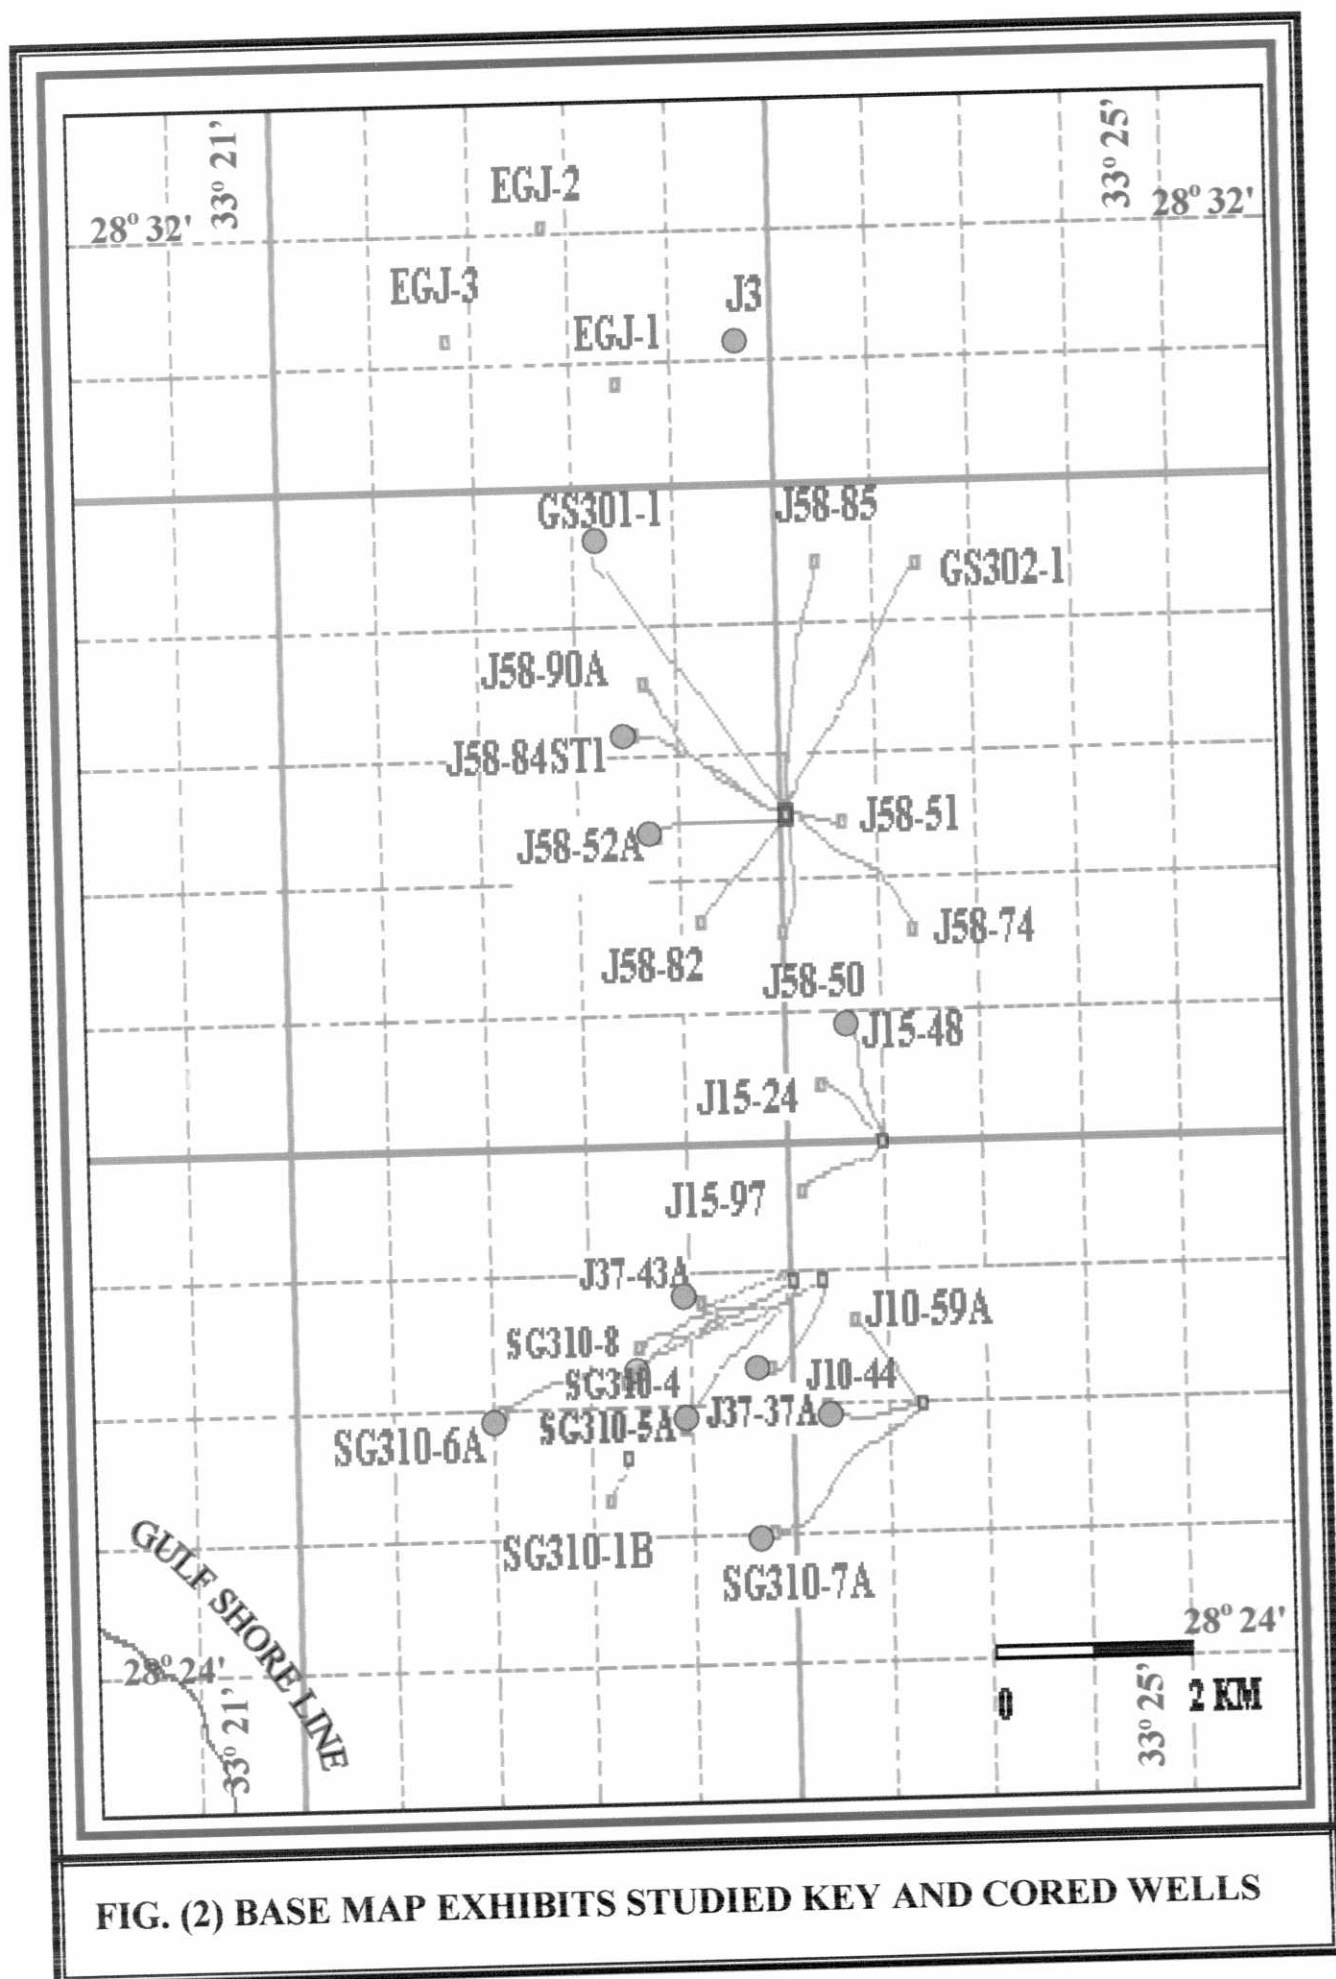 33° 21'
33° 25'
28° 32'
28° 32'
EGJ-2
EGJ-3
J3
EGJ-1
GS301-1
J58-85
GS302-1
J58-90A
J58-84ST1
J58-51
J58-52A
J58-74
J58-82
J58-50
J15-48
J15-24
J15-97
J37-43A
J10-59A
SG310-8
SG310-4
J10-44
SG310-5A
J37-37A
SG310-6A
SG310-1B
SG310-7A
GULF SHORE LINE
28° 24'
28° 24'
33° 21'
33° 25'
0
2 KM
FIG. (2) BASE MAP EXHIBITS STUDIED KEY AND CORED WELLS